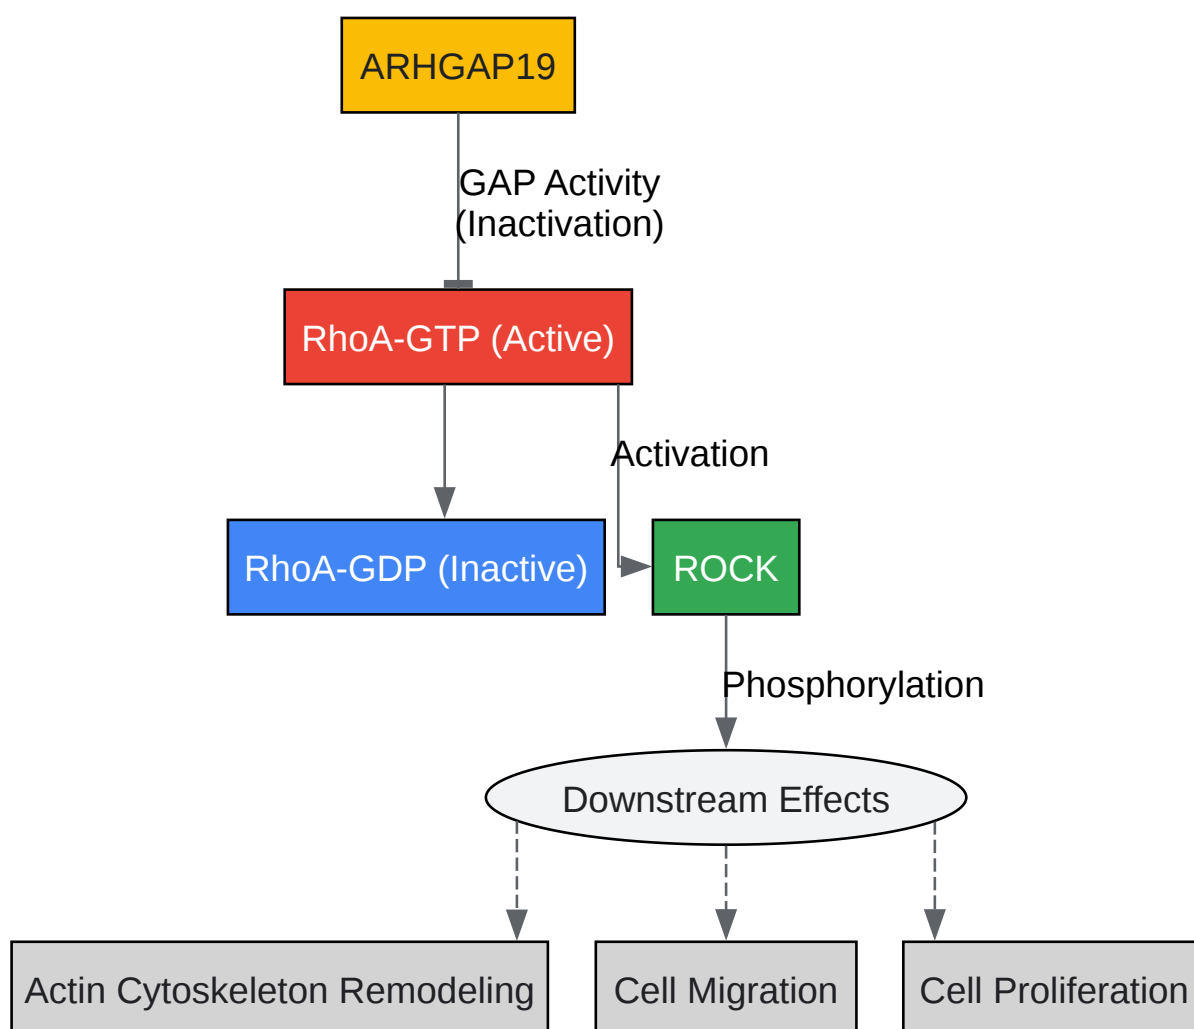 ARHGAP19
GAP Activity
(Inactivation)
RhoA-GTP (Active)
Activation
RhoA-GDP (Inactive)
ROCK
Phosphorylation
Downstream Effects
Actin Cytoskeleton Remodeling
Cell Migration
Cell Proliferation